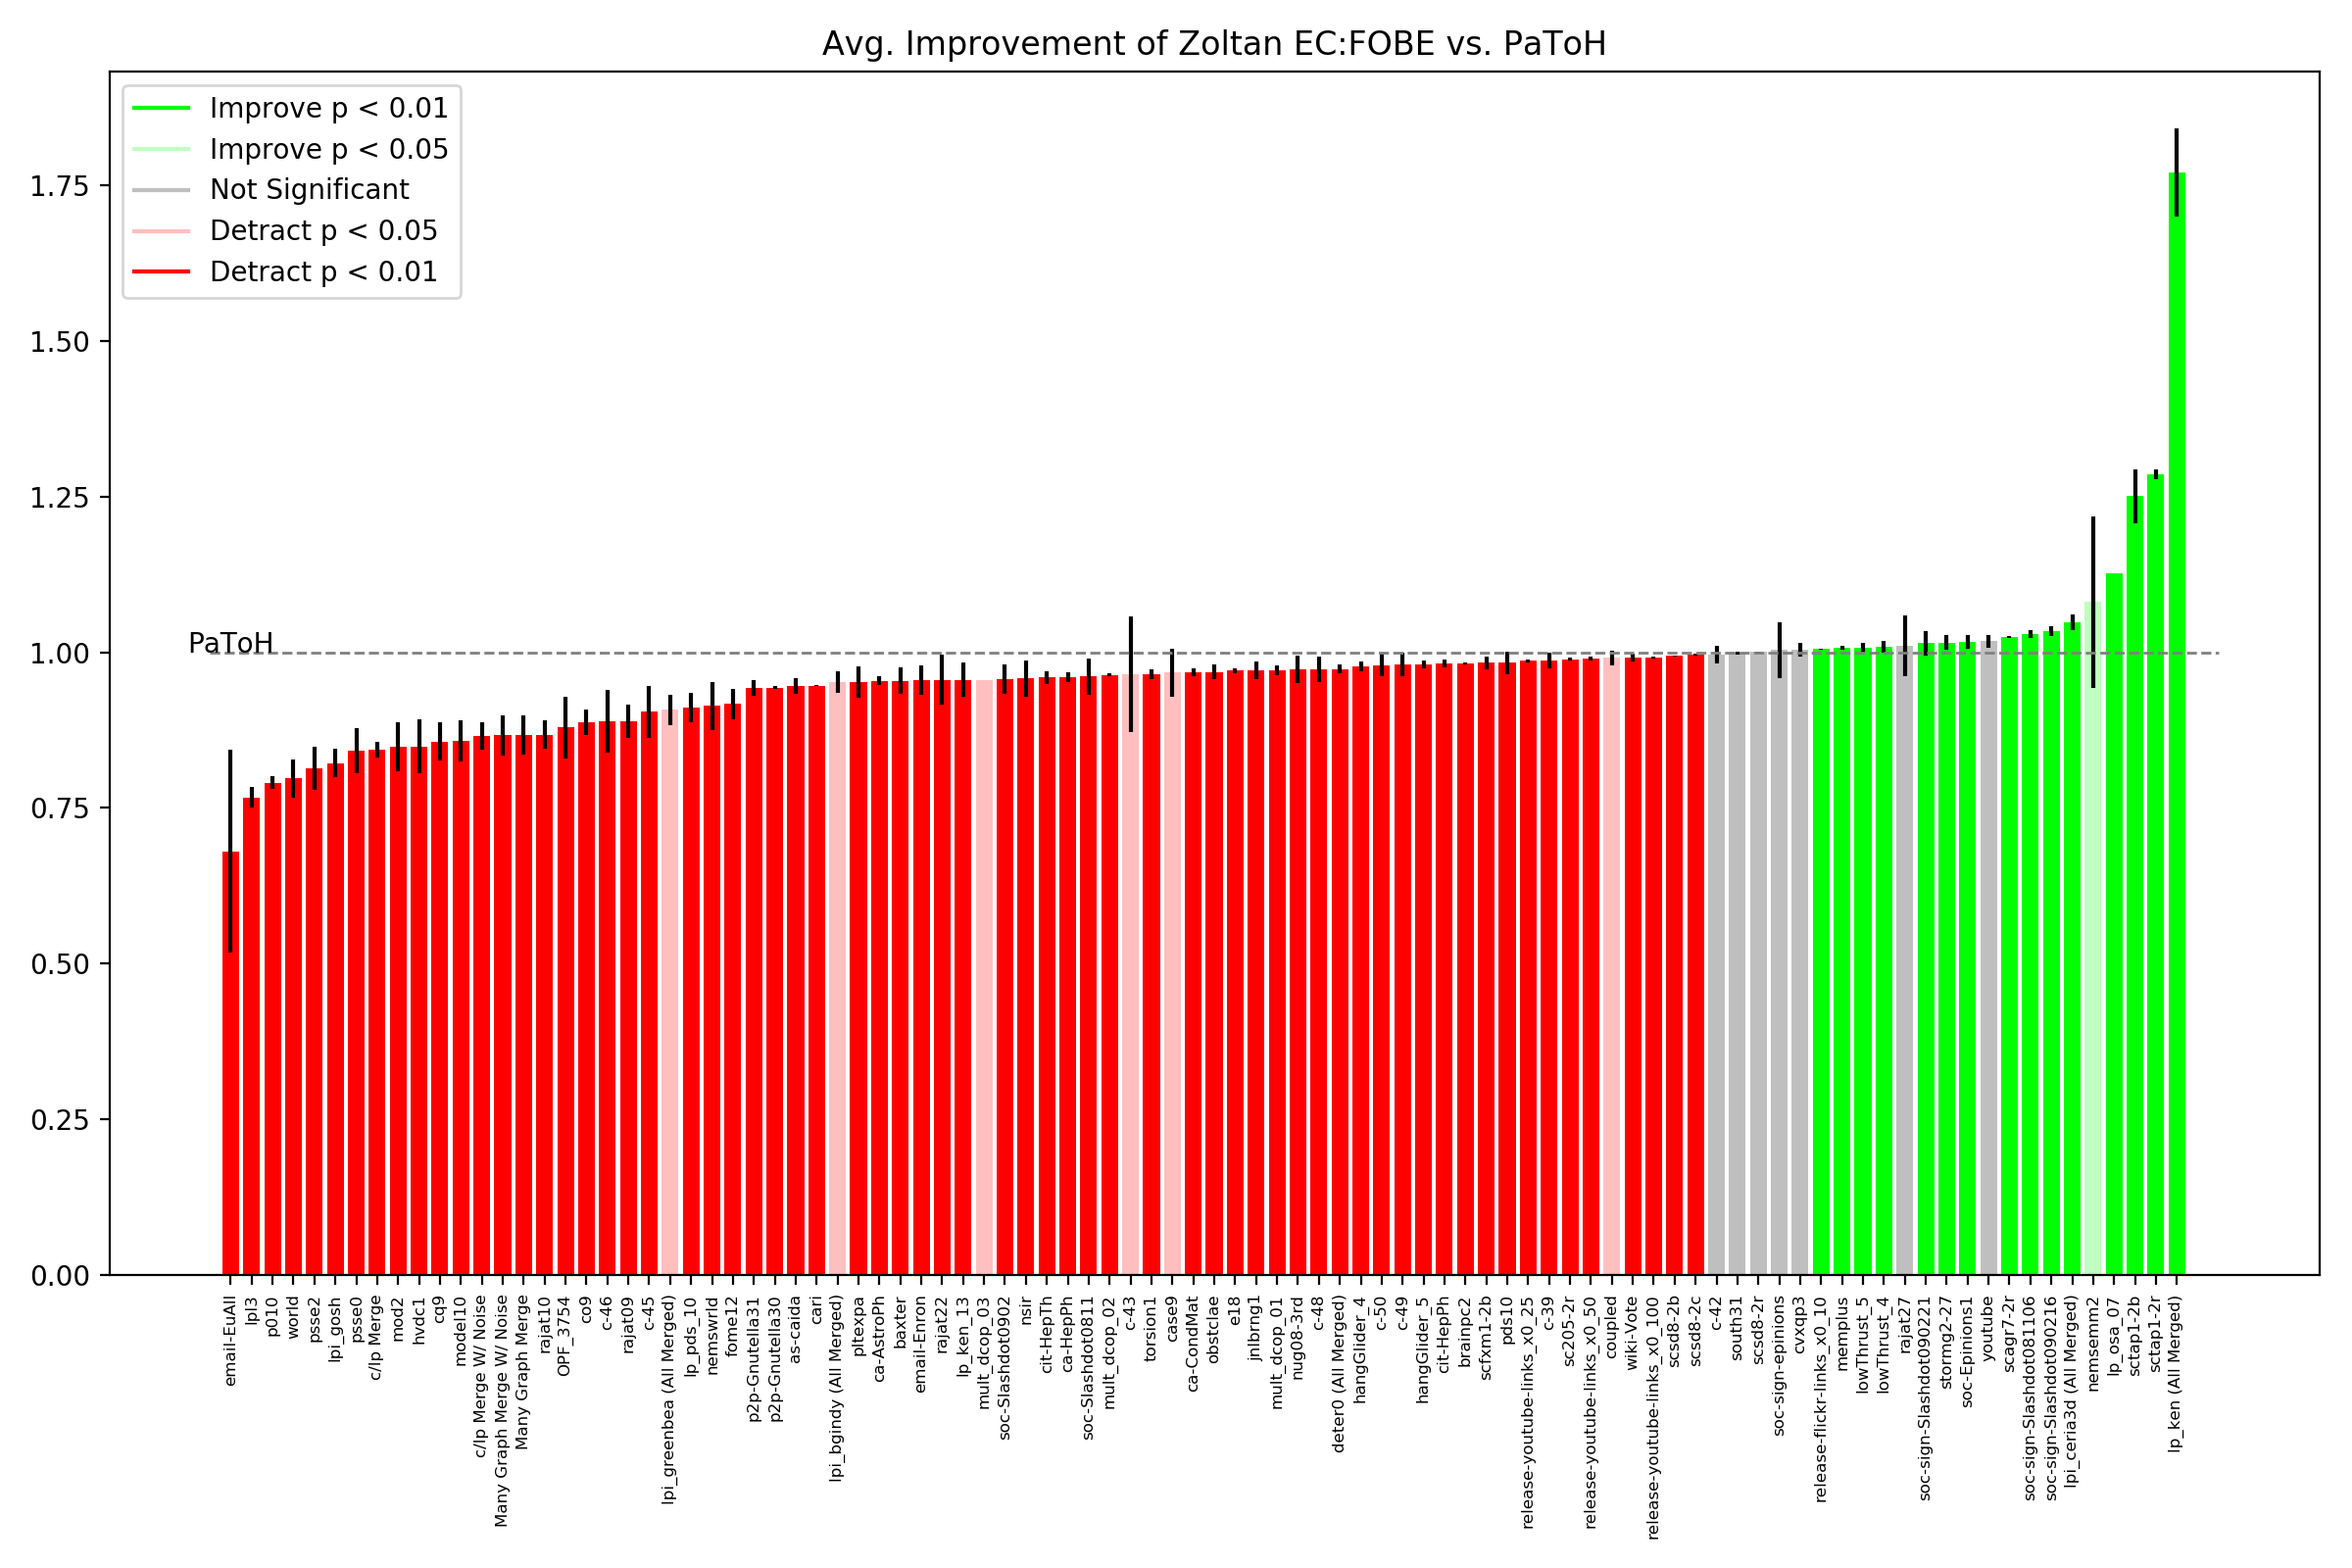 Avg. Improvement of Zoltan EC:FOBE vs. PaToH
Improve p < 0.01
Improve p < 0.05
Not Significant
Detract p < 0.05
Detract p < 0.01
1.75
1.50
1.25
1.00
0.75
0.50
0.25
0.00
PaToH
email-EuAll
lpl3
p010
world
psse2
lpi_gosh
psse0
c/lp Merge
mod2
hvdc1
cq9
model10
c/lp Merge W/ Noise
Many Graph Merge W/ Noise
Many Graph Merge
rajat10
OPF_3754
co9
c-46
rajat09
c-45
lpi_greenbea (All Merged)
lp_pds_10
nemswrld
fome12
p2p-Gnutella31
p2p-Gnutella30
as-caida
cari
lpi_bgindy (All Merged)
pltexpa
ca-AstroPh
baxter
email-Enron
rajat22
lp_ken_13
mult_dcop_03
soc-Slashdot0902
nsir
cit-HepTh
ca-HepPh
soc-Slashdot0811
mult_dcop_02
c-43
torsion1
case9
ca-CondMat
obstclae
e18
jnlbrng1
mult_dcop_01
nug08-3rd
c-48
deter0 (All Merged)
hangGlider_4
c-50
c-49
hangGlider_5
cit-HepPh
brainpc2
scfxm1-2b
pds10
release-youtube-links_x0_25
c-39
sc205-2r
release-youtube-links_x0_50
coupled
wiki-Vote
release-youtube-links_x0_100
scsd8-2b
scsd8-2c
c-42
south31
scsd8-2r
soc-sign-epinions
cvxqp3
release-flickr-links_x0_10
memplus
lowThrust_5
lowThrust_4
rajat27
soc-sign-Slashdot090221
stormg2-27
soc-Epinions1
youtube
scagr7-2r
soc-sign-Slashdot081106
soc-sign-Slashdot090216
lpi_ceria3d (All Merged)
nemsemm2
lp_osa_07
sctap1-2b
sctap1-2r
lp_ken (All Merged)